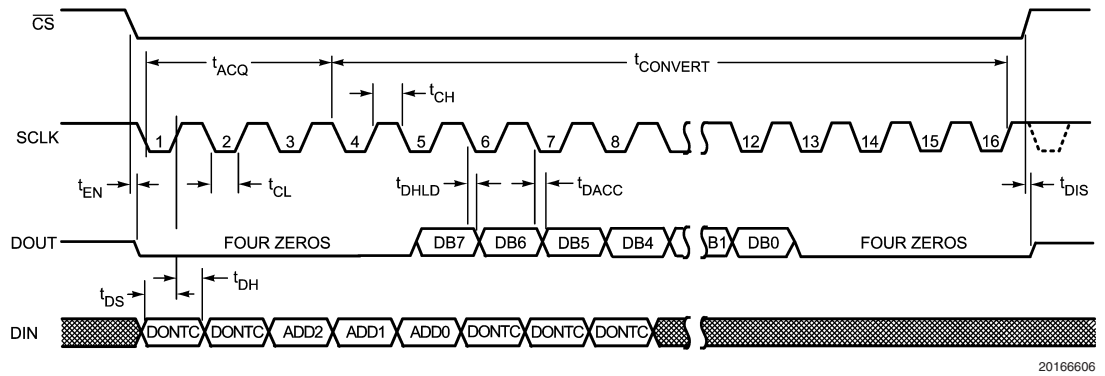 CS
tACQ
tCONVERT
tCH
SCLK
1 2 3 4 5 6 7 8 12 13 14 15 16
tEN
tCL
tDHLD
tDACC
tDIS
DOUT
FOUR ZEROS
DB7 DB6 DB5 DB4 B1 DB0
FOUR ZEROS
tDS
tDH
DIN
DONTC DONTC ADD2 ADD1 ADD0 DONTC DONTC DONTC
20166606